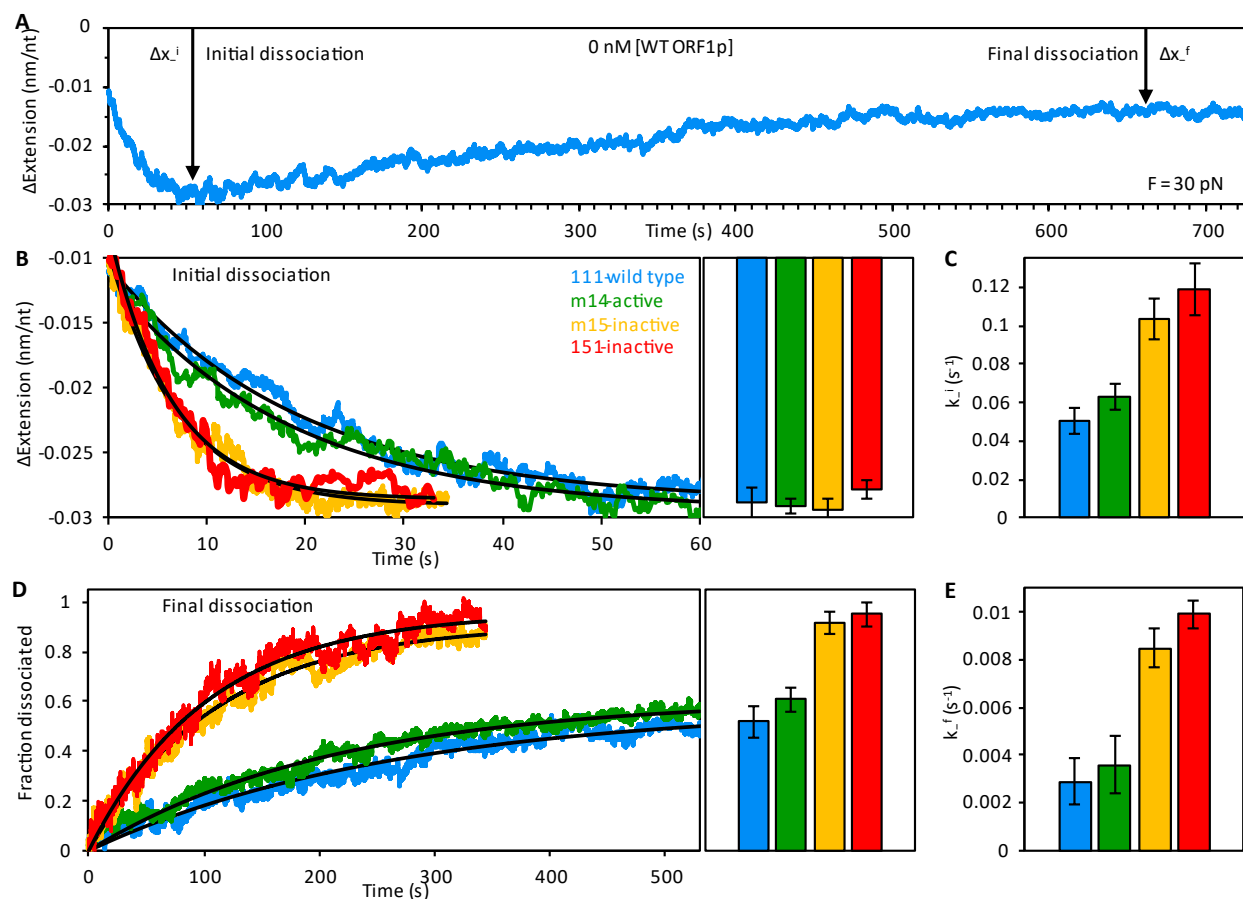 A
ΔExtension (nm/nt)
0
-0.01
-0.02
-0.03
Δx_i
Initial dissociation
0 nM [WT ORF1p]
Final dissociation
Δx_f
F = 30 pN
0 100 200 300 400 500 600 700
Time (s)
B
ΔExtension (nm/nt)
-0.01
-0.015
-0.02
-0.025
-0.03
Initial dissociation
111-wild type
m14-active
m15-inactive
151-inactive
0 10 20 30 40 50 60
Time (s)
C
k_i (s-1)
0.12
0.1
0.08
0.06
0.04
0.02
0
D
Fraction dissociated
1
0.8
0.6
0.4
0.2
0
Final dissociation
0 100 200 300 400 500
Time (s)
E
k_f (s-1)
0.01
0.008
0.006
0.004
0.002
0